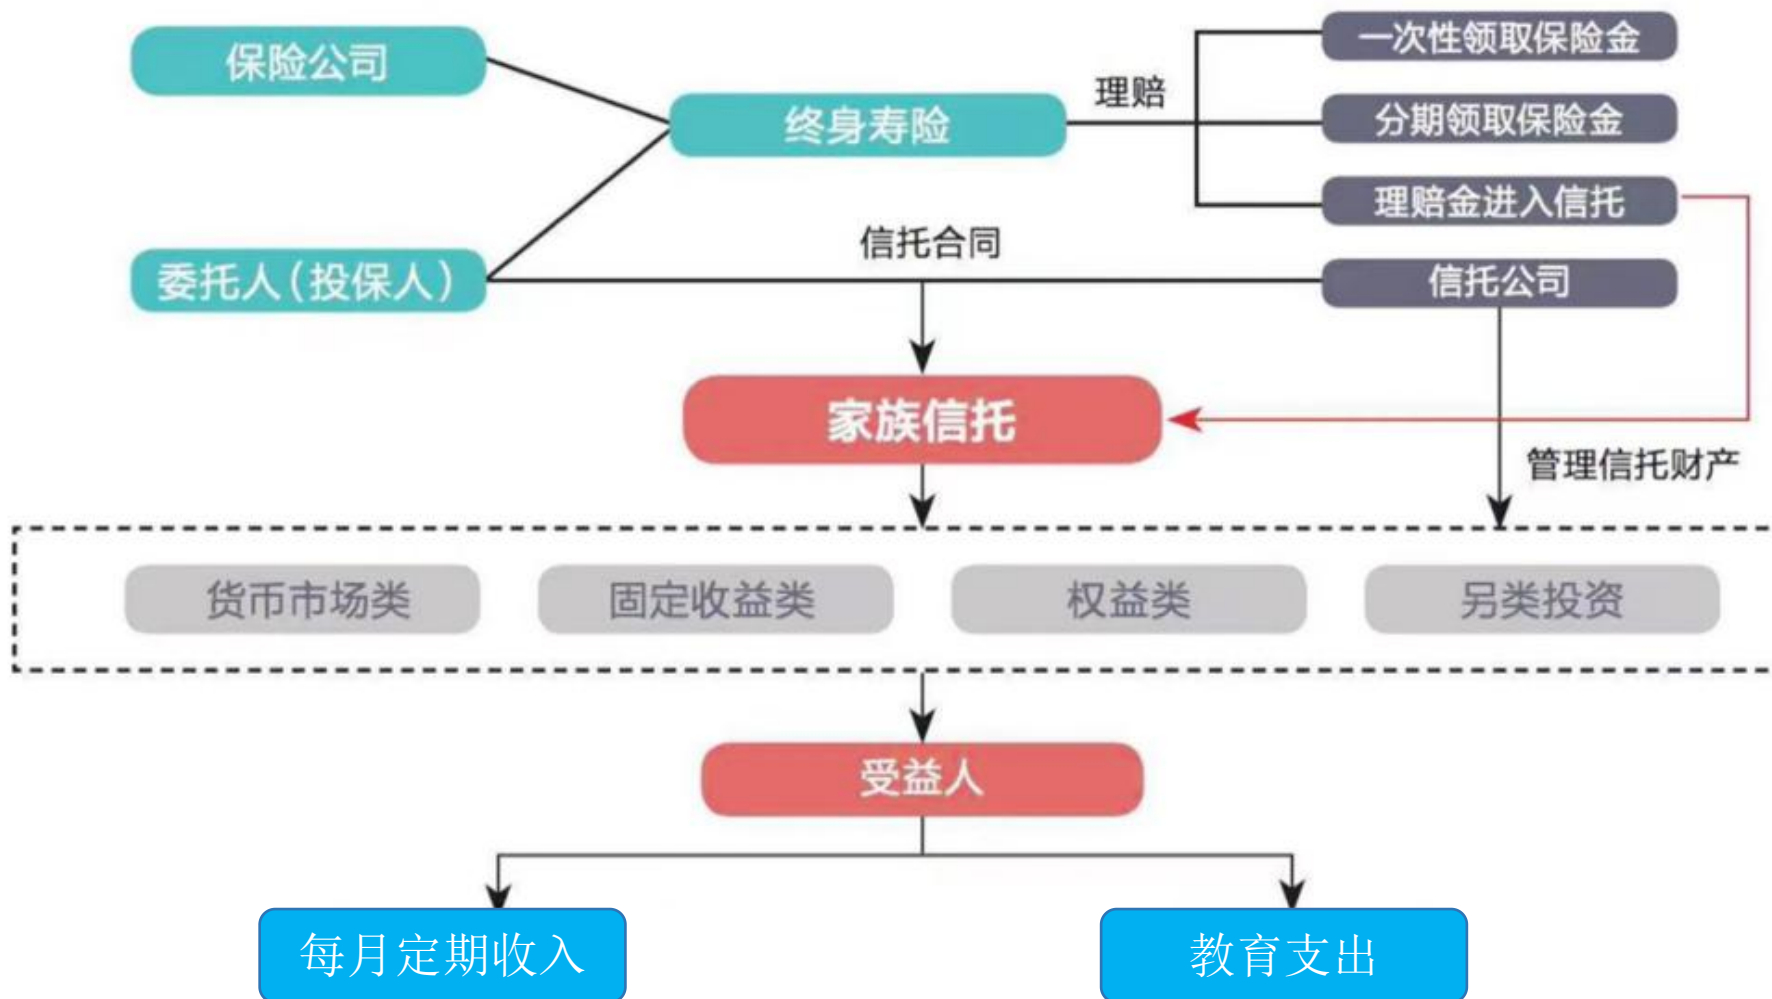 保险公司
一次性领取保险金
理赔
终身寿险
分期领取保险金
理赔金进入信托
信托合同
委托人（投保人）
信托公司
家族信托
管理信托财产
货币市场类
固定收益类
权益类
另类投资
受益人
每月定期收入
教育支出